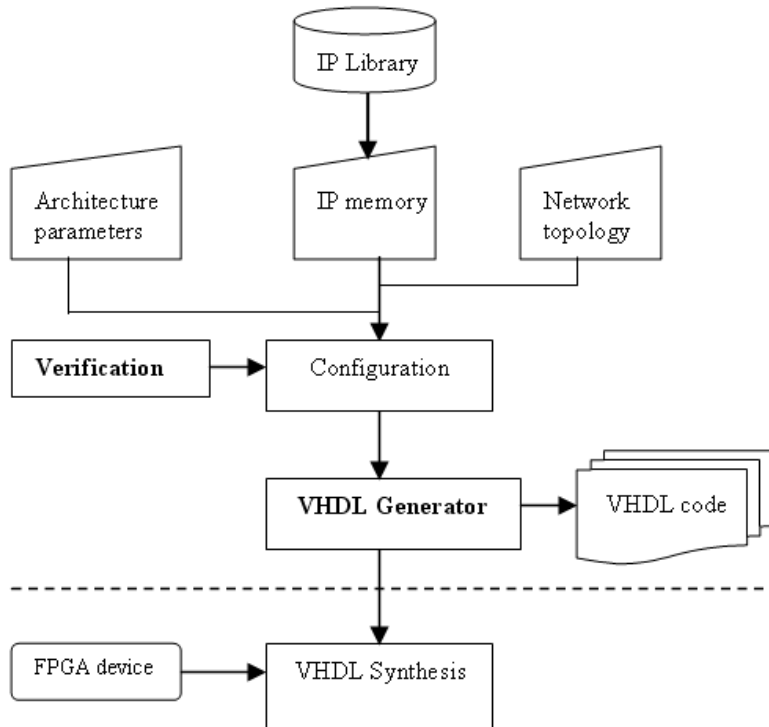 IP Library
Architecture
parameters
IP memory
Network
topology
Verification
Configuration
VHDL Generator
VHDL code
FPGA device
VHDL Synthesis